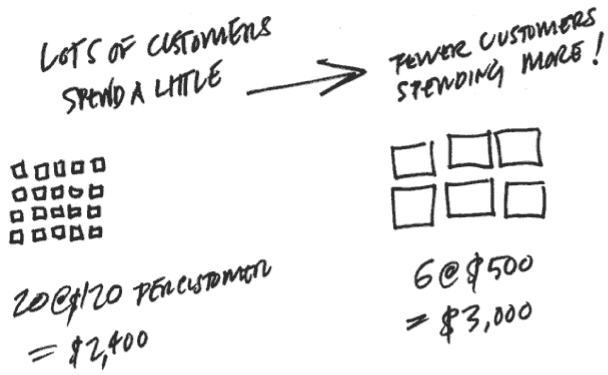 LOTS OF CUSTOMERS
SPEND A LITTLE
FEWER CUSTOMERS
SPENDING MORE!
20@$120 PER CUSTOMER
= $2,400
6@$500
= $3,000